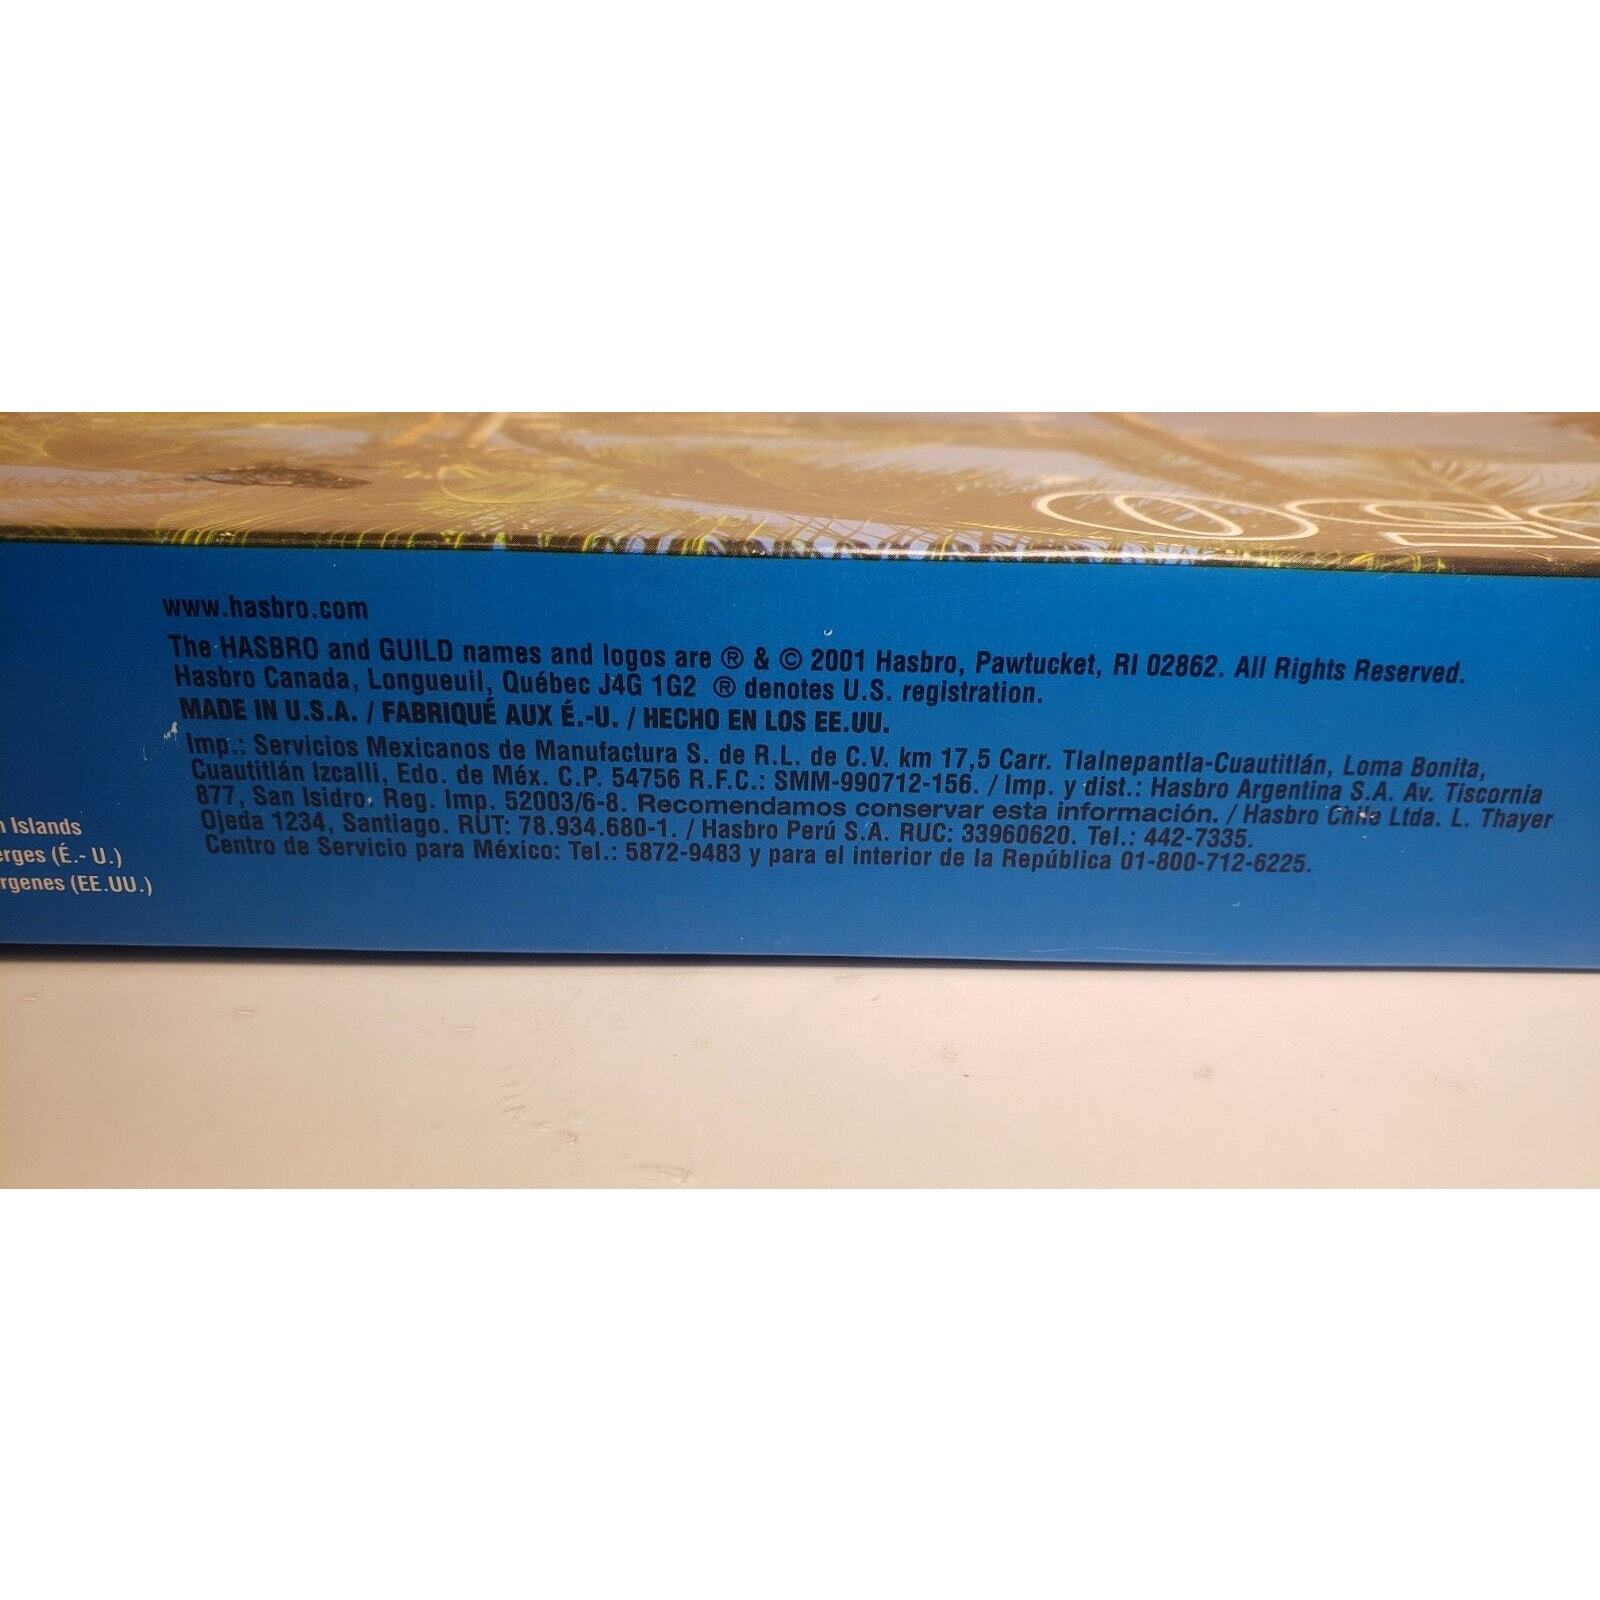 www.hasbro.com
The HASBRO and GUILD names and logos are ® & © 2001 Hasbro, Pawtucket, RI 02862. All Rights Reserved.
Hasbro Canada, Longueuil, Québec J4G 1G2 ® denotes U.S. registration.
MADE IN U.S.A. / FABRIQUÉ AUX É.-U. / HECHO EN LOS EE.UU.
Imp.: Servicios Mexicanos de Manufactura S. de R.L. de C.V. km 17,5 Carr. Tlalnepantla-Cuautitlán, Loma Bonita,
Cuautitlán Izcalli, Edo. de Méx. C.P. 54756 R.F.C.: SMM-990712-156. / Imp. y dist.: Hasbro Argentina S.A. Av. Tiscornia
877, San Isidro, Reg. Imp. 52003/6-8. Recomendamos conservar esta información. / Hasbro Chile Ltda. L. Thayer
Ojeda 1234, Santiago. RUT: 78.934.680-1. / Hasbro Perú S.A. RUC: 33960620. Tel.: 442-7335.
Centro de Servicio para México: Tel.: 5872-9483 y para el interior de la República 01-800-712-6225.
Islands
(É.- U.)
(EE.UU.)